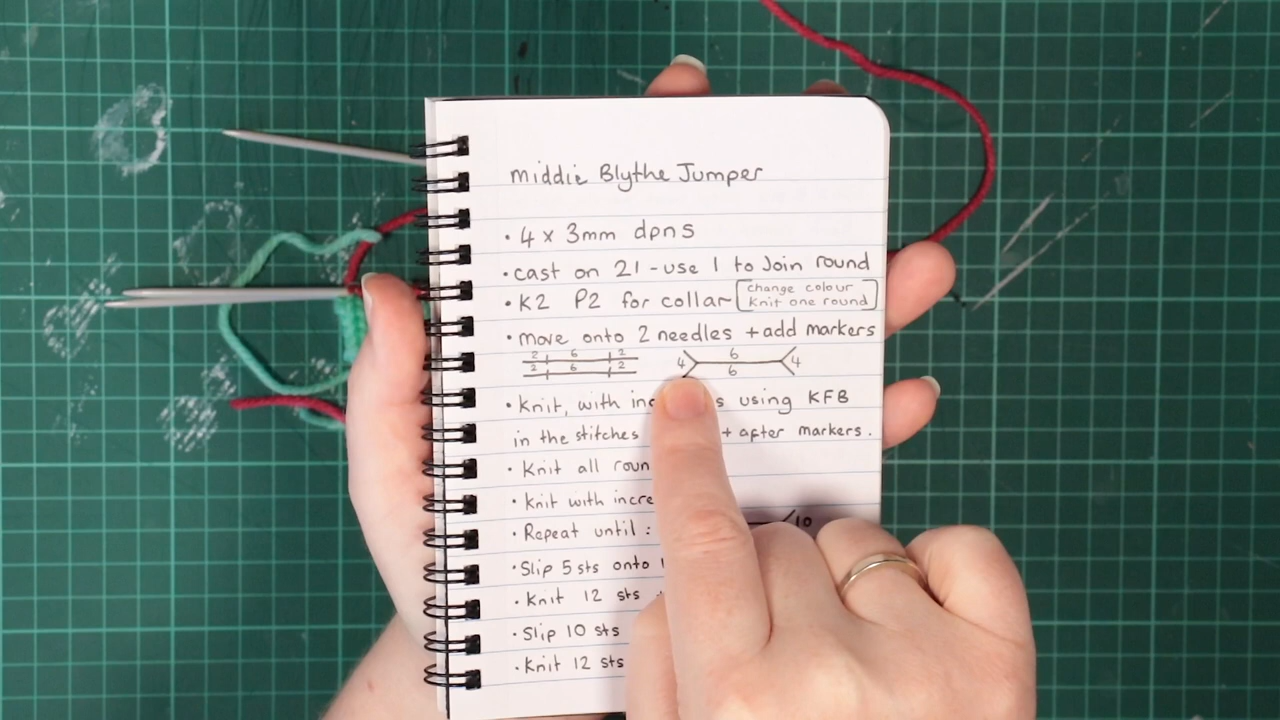 middie Blythe Jumper
• 4 x 3mm dpns
• cast on 21 - use 1 to Join round
• K2 P2 for collar [change colour
knit one round]
• move onto 2 needles + add markers
2 6 2
2 6 2
6
4 4
6
• Knit, with inc s using KFB
in the stitches + after markers.
• Knit all roun
• Knit with incre
• Repeat until :
10
• Slip 5 sts onto
• Knit 12 sts
• Slip 10 sts
• Knit 12 sts